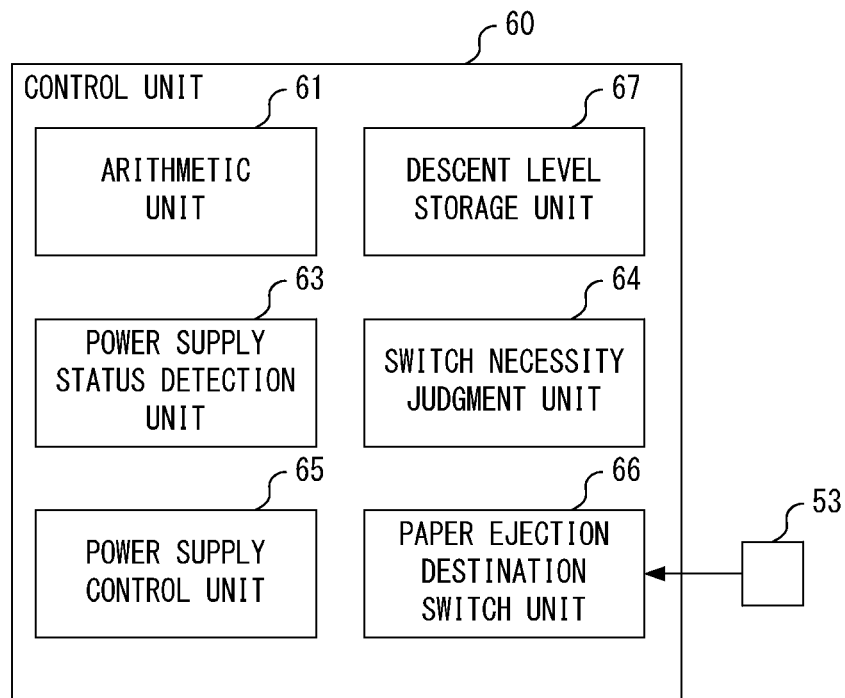 60
CONTROL UNIT
61
67
ARITHMETIC
UNIT
DESCENT LEVEL
STORAGE UNIT
63
64
POWER SUPPLY
STATUS DETECTION
UNIT
SWITCH NECESSITY
JUDGMENT UNIT
65
66
53
POWER SUPPLY
CONTROL UNIT
PAPER EJECTION
DESTINATION
SWITCH UNIT